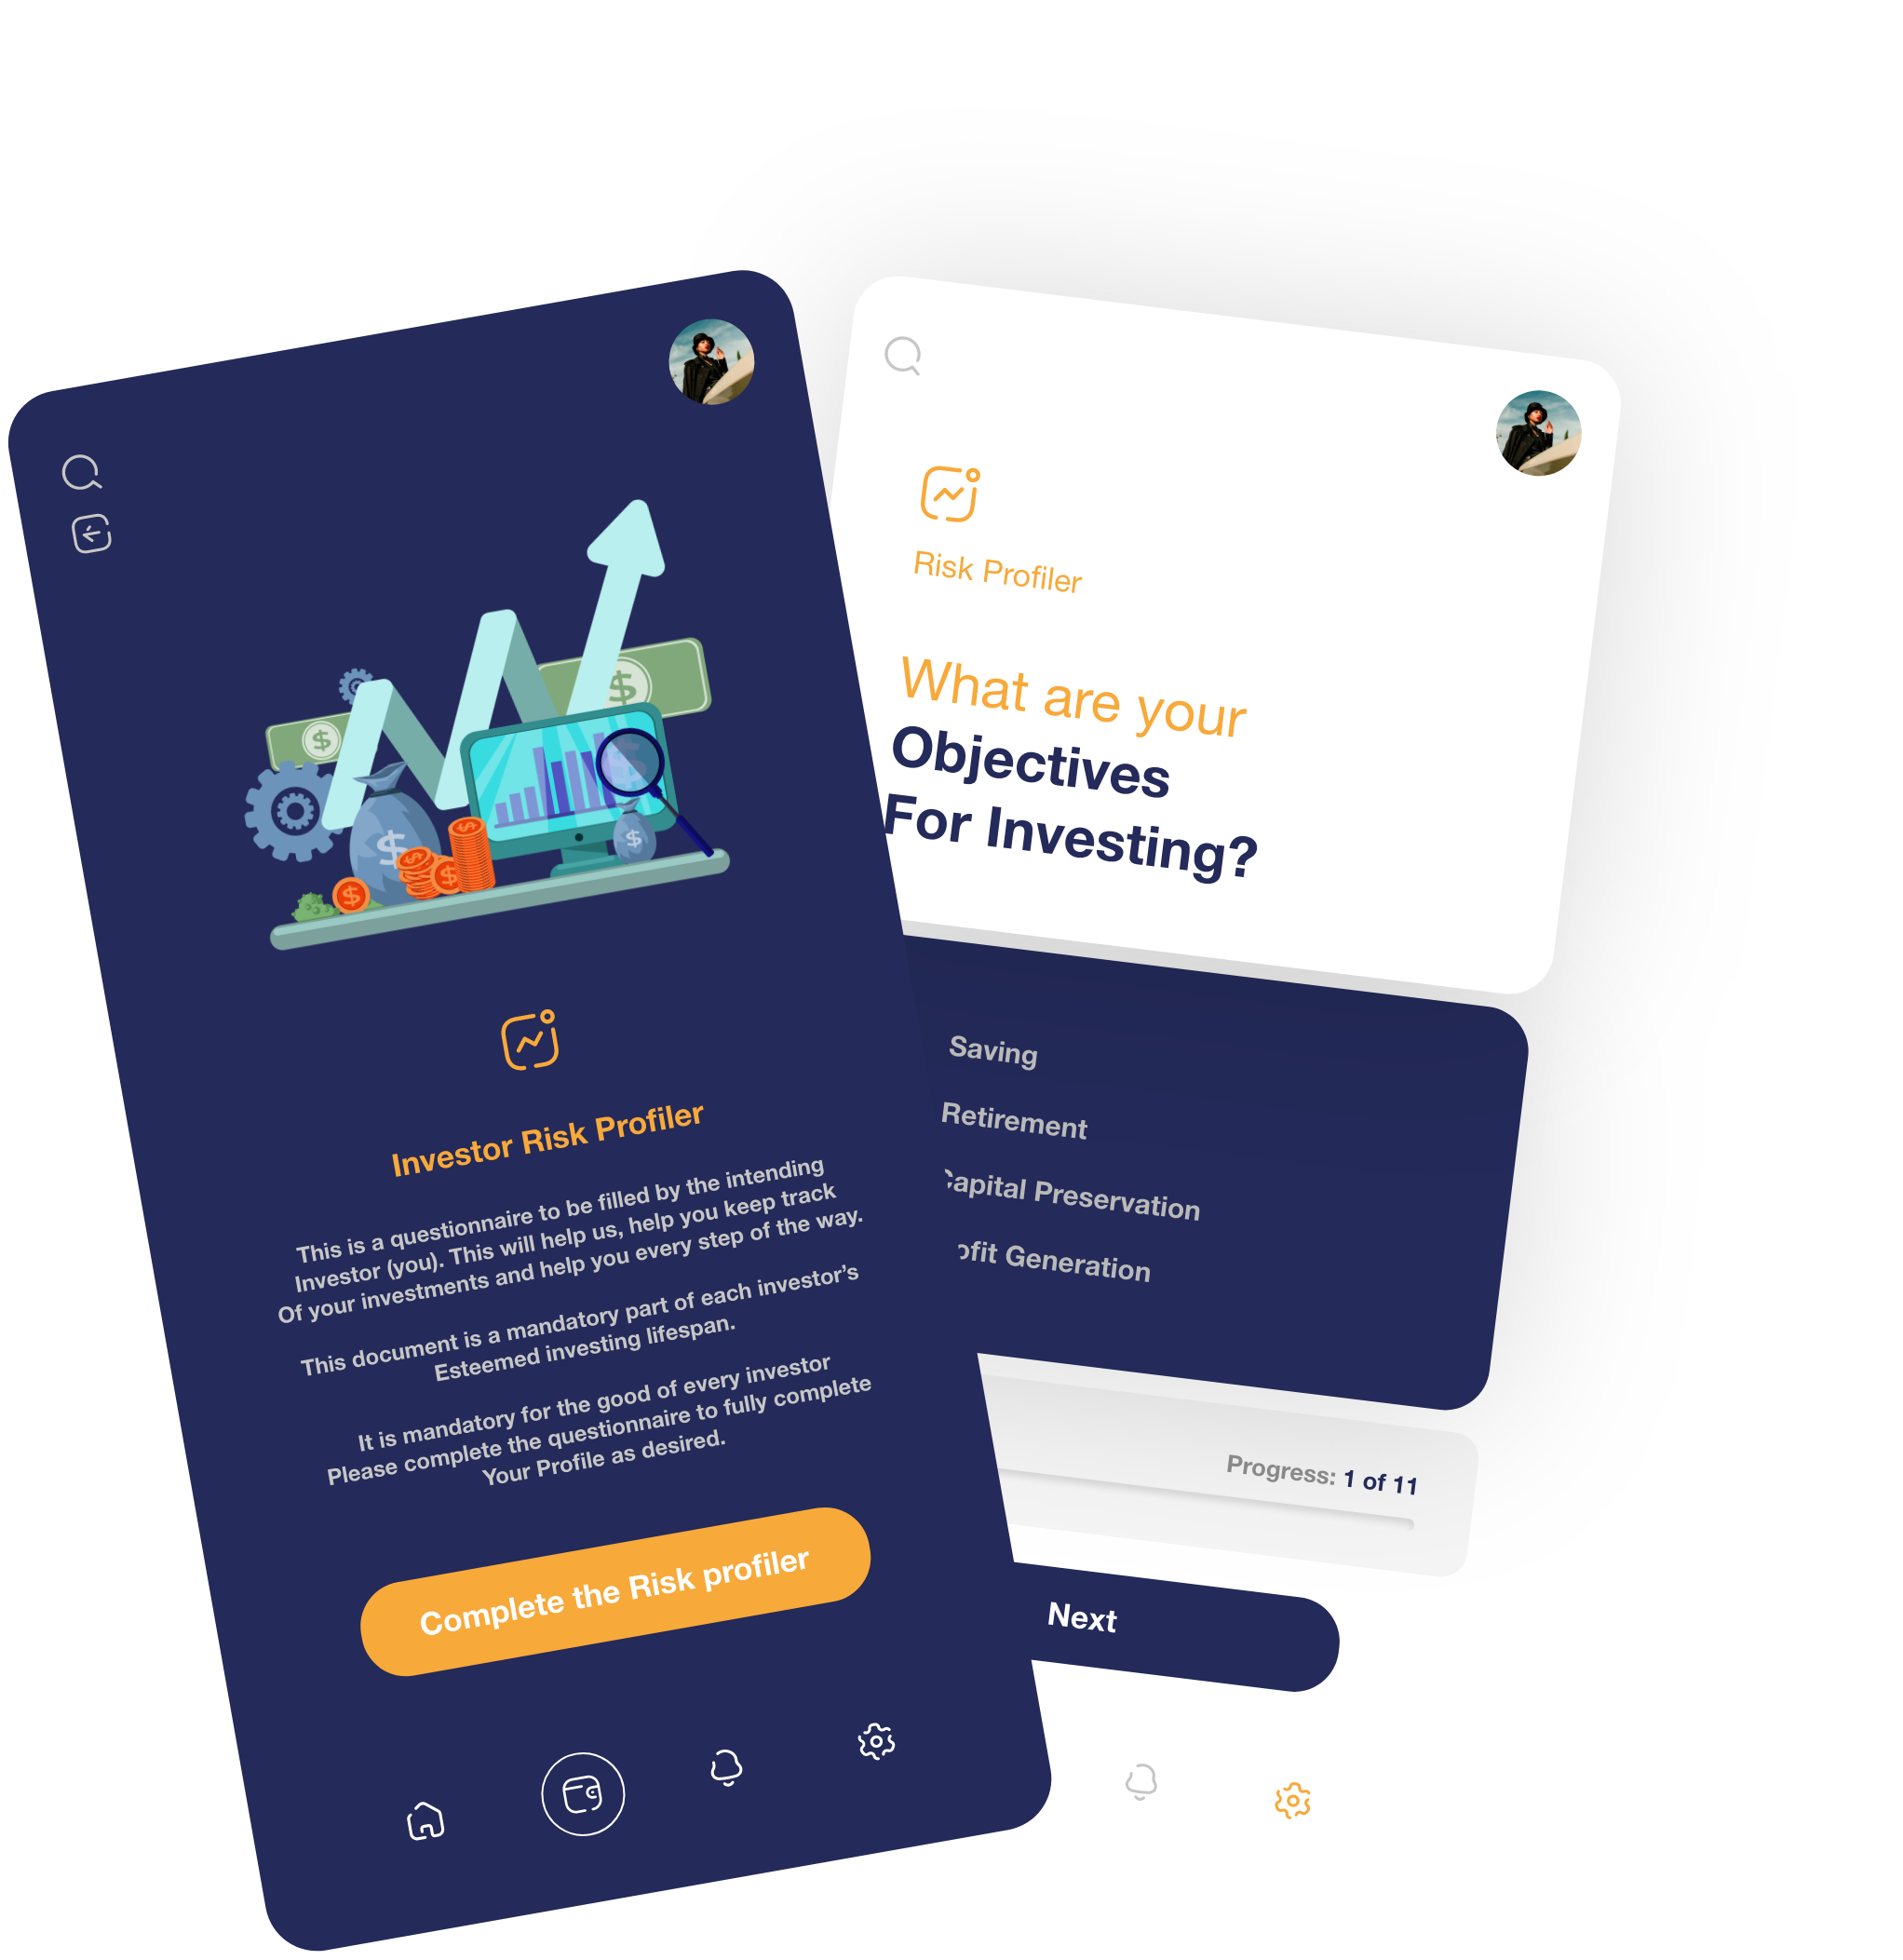 Investor Risk Profiler
This is a questionnaire to be filled by the intending
Investor (you). This will help us, help you keep track
Of your investments and help you every step of the way.
This document is a mandatory part of each investor’s
Esteemed investing lifespan.
It is mandatory for the good of every investor
Please complete the questionnaire to fully complete
Your Profile as desired.
Complete the Risk profiler
Risk Profiler
What are your
Objectives
For Investing?
Saving
Retirement
Preservation
Generation
Progress: 1 of 11
Next